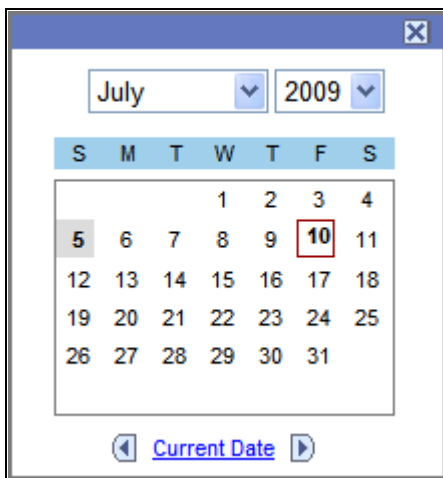 July 2009
S M T W T F S
1 2 3 4
5 6 7 8 9 10 11
12 13 14 15 16 17 18
19 20 21 22 23 24 25
26 27 28 29 30 31
Current Date